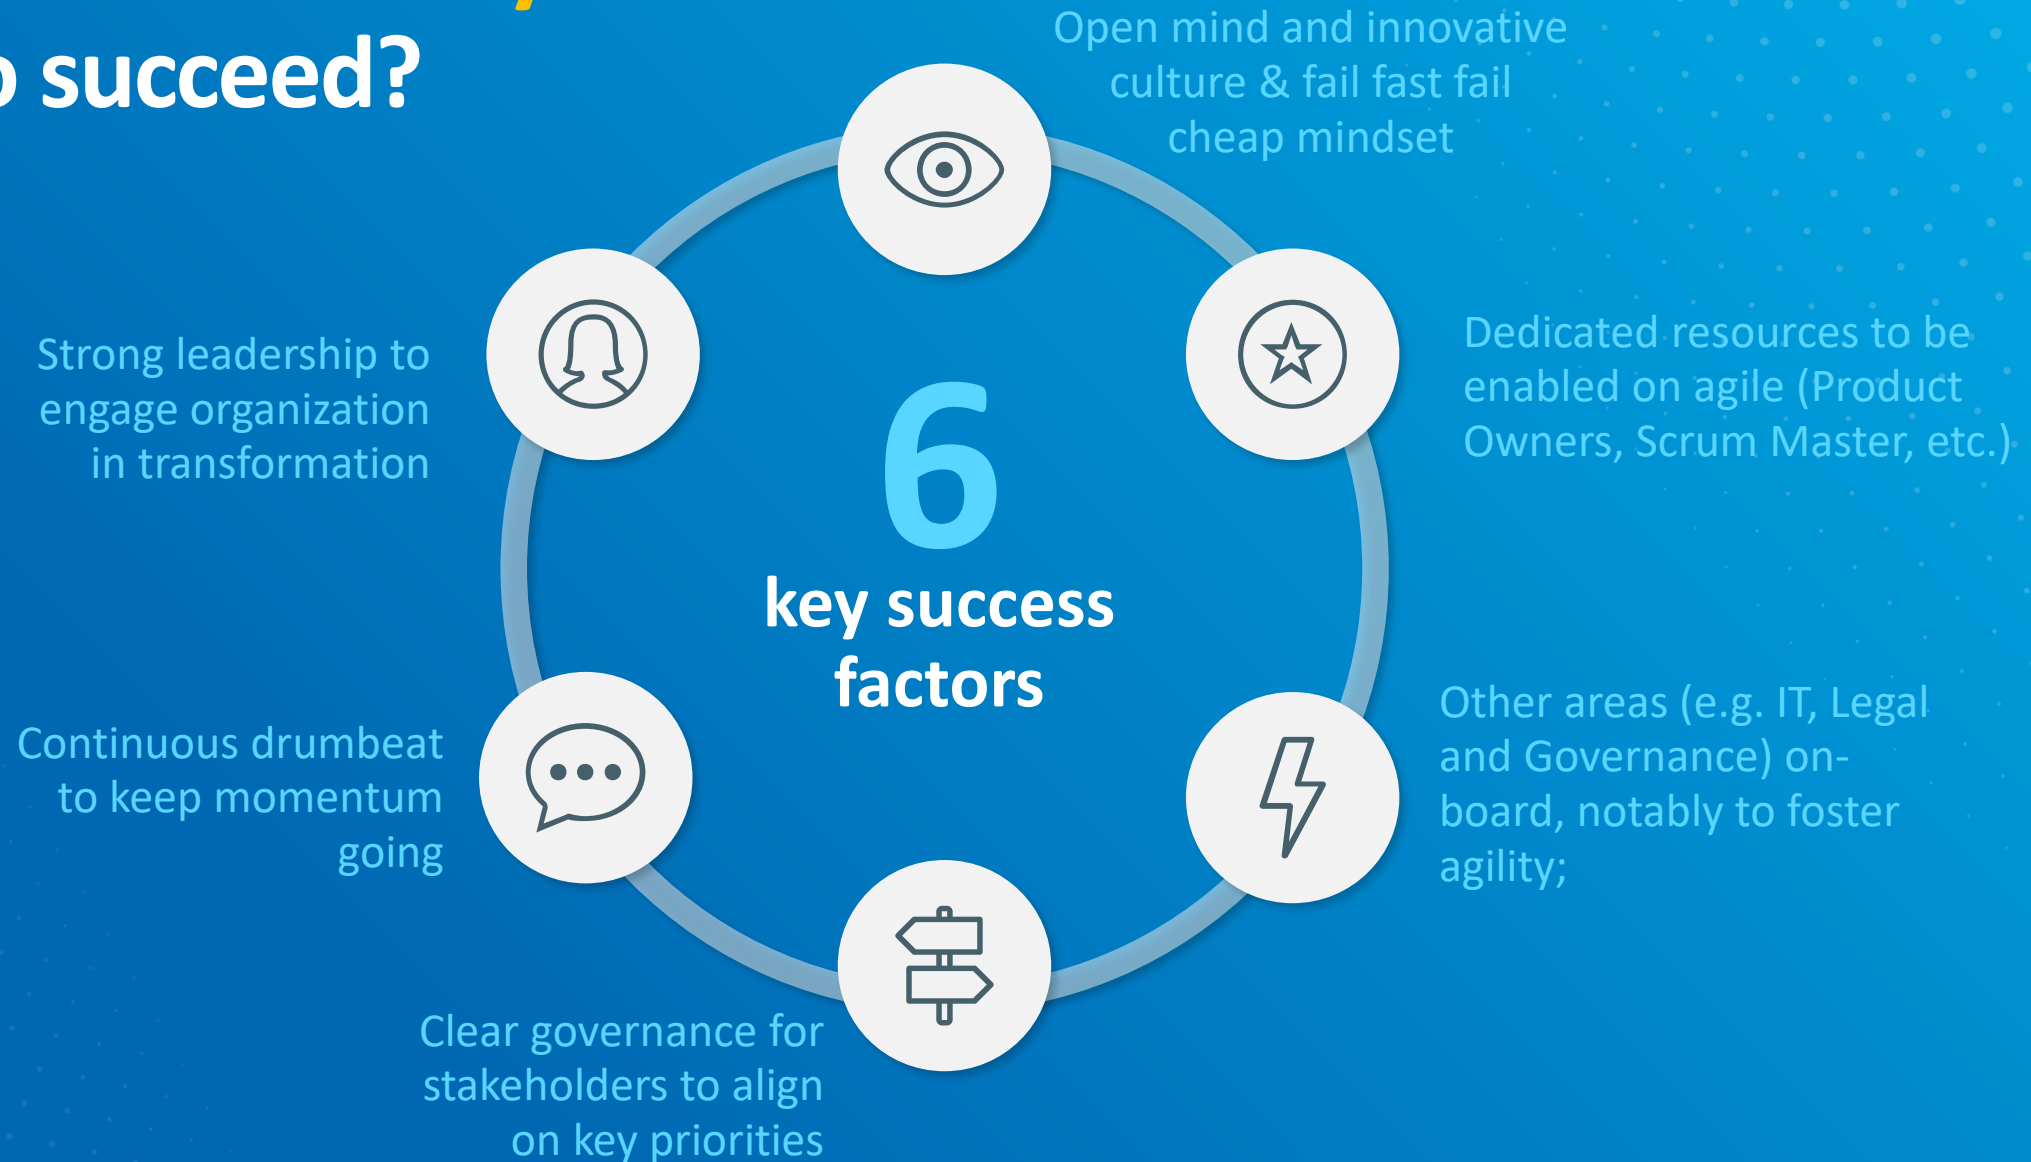 succeed?
Open mind and innovative
culture & fail fast fail
cheap mindset
Dedicated resources to be
enabled on agile (Product
Owners, Scrum Master, etc.)
Other areas (e.g. IT, Legal
and Governance) on-
board, notably to foster
agility;
Clear governance for
stakeholders to align
on key priorities
Continuous drumbeat
to keep momentum
going
Strong leadership to
engage organization
in transformation
6
key success
factors